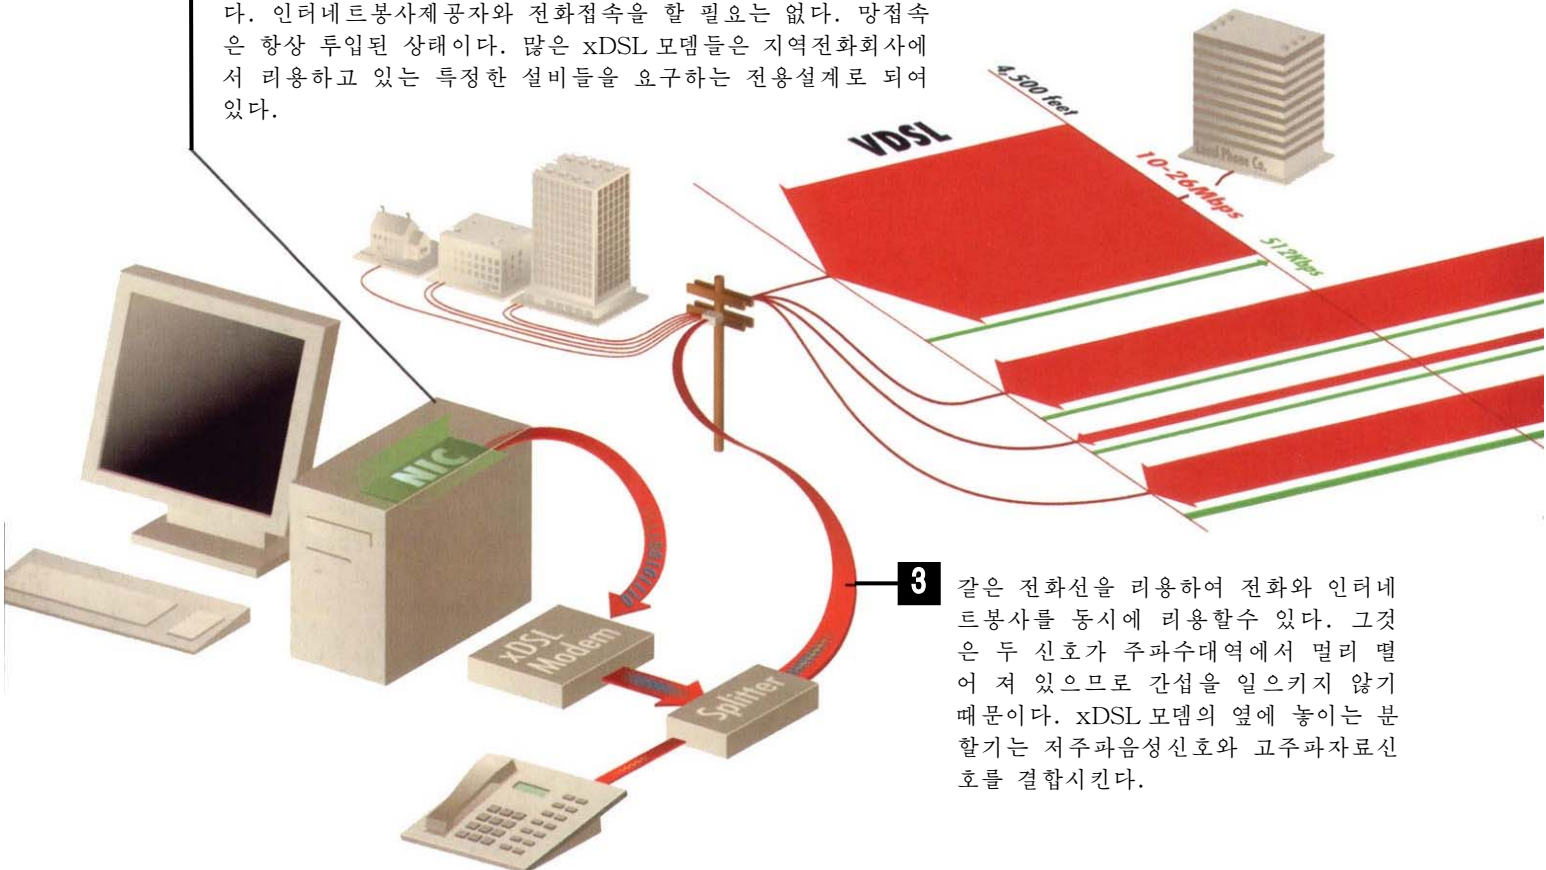 다. 인터네트봉사제공자와 전화접속을 할 필요는 없다. 망접속
은 항상 투입된 상태이다. 많은 xDSL 모뎀들은 지역전화회사에
서 리용하고 있는 특정한 설비들을 요구하는 전용설계로 되여
있다.
4,500 feet
VDSL
Local Phone Co.
10-26Mbps
512Kbps
NIC
01110101
xDSL
Modem
Splitter
3
같은 전화선을 리용하여 전화와 인터네
트봉사를 동시에 리용할수 있다. 그것
은 두 신호가 주파수대역에서 멀리 떨
어 져 있으므로 간섭을 일으키지 않기
때문이다. xDSL 모뎀의 옆에 놓이는 분
할기는 저주파음성신호와 고주파자료신
호를 결합시킨다.